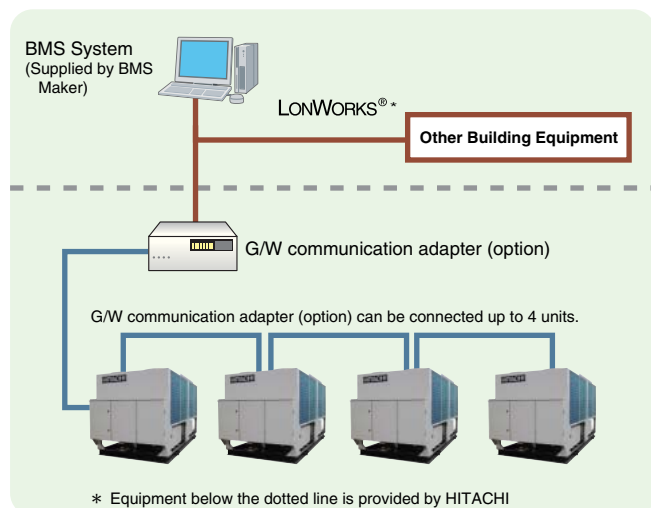 BMS System
(Supplied by BMS
Maker)
LONWORKS® *
Other Building Equipment
G/W communication adapter (option)
G/W communication adapter (option) can be connected up to 4 units.
HITACHI
HITACHI
HITACHI
HITACHI
* Equipment below the dotted line is provided by HITACHI